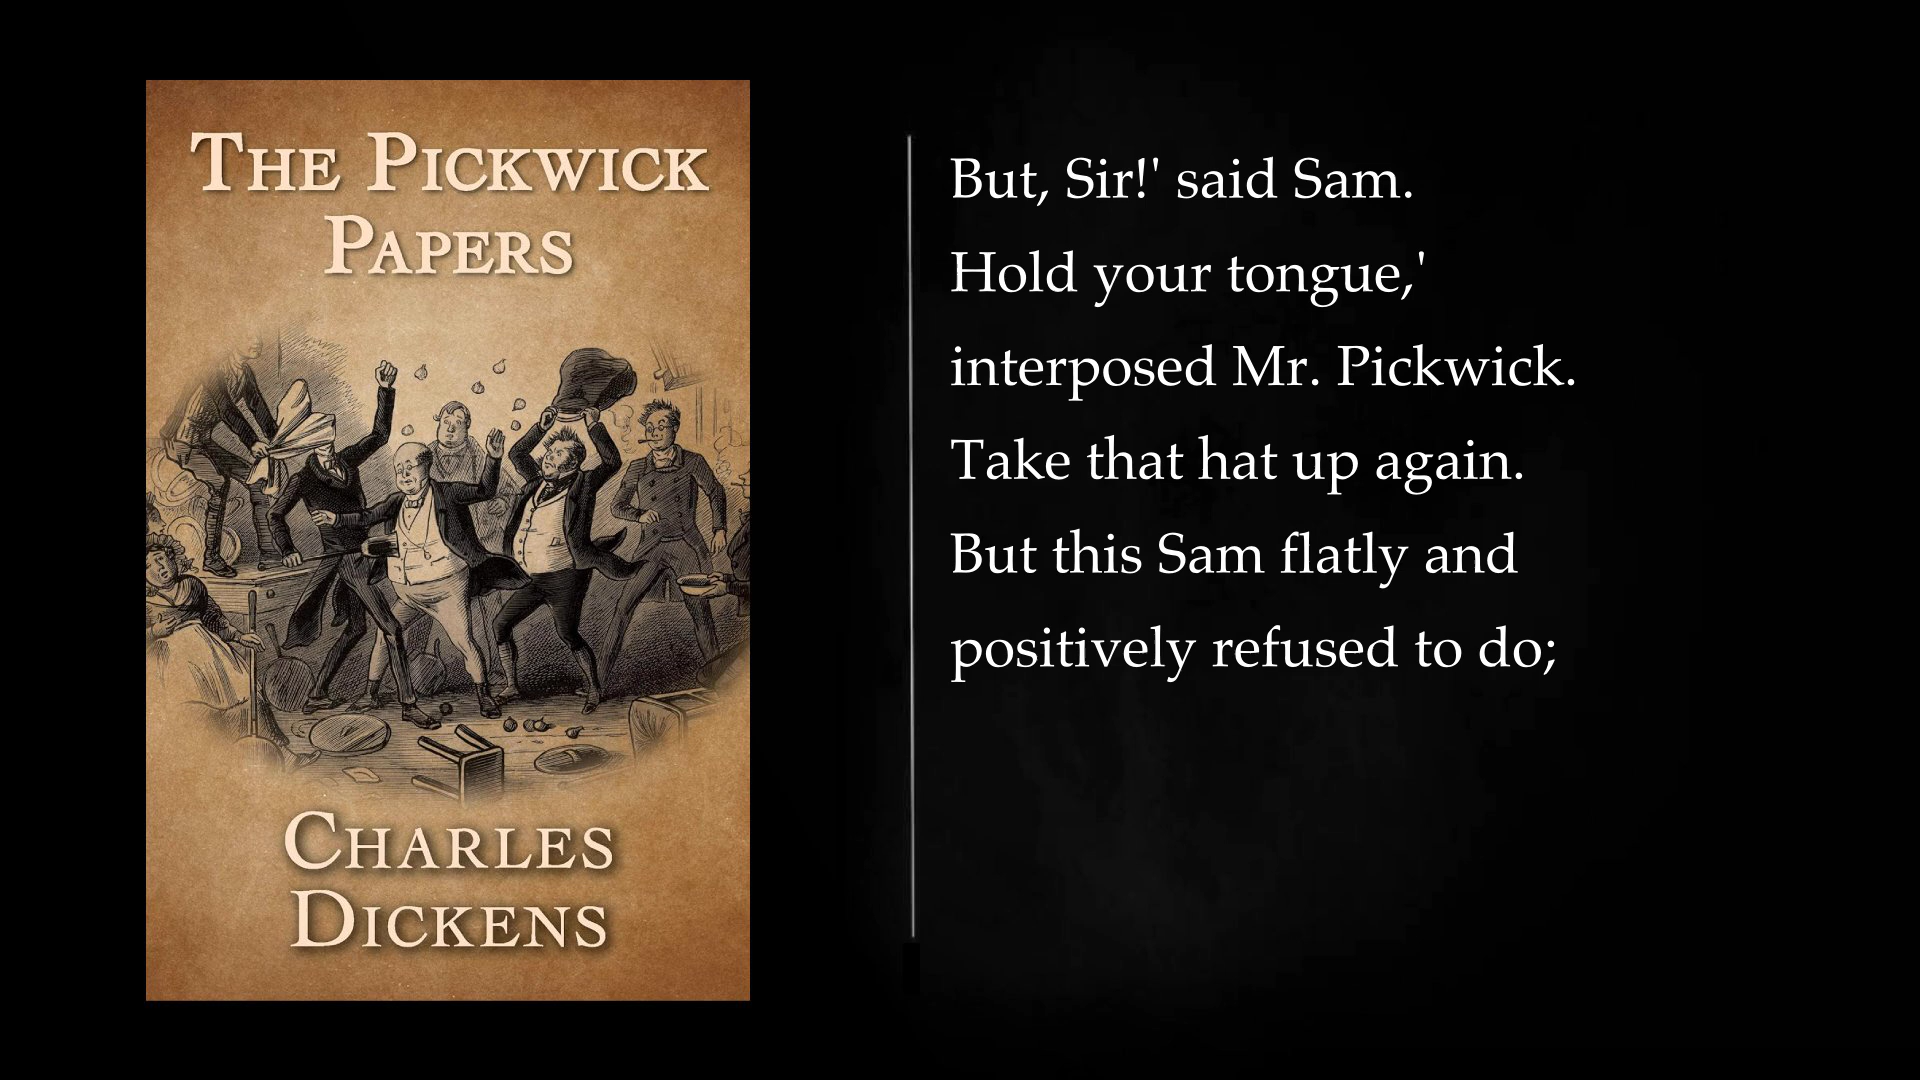 THE PICKWICK
PAPERS
CHARLES
DICKENS
But, Sir!' said Sam.
Hold your tongue,'
interposed Mr. Pickwick.
Take that hat up again.
But this Sam flatly and
positively refused to do;